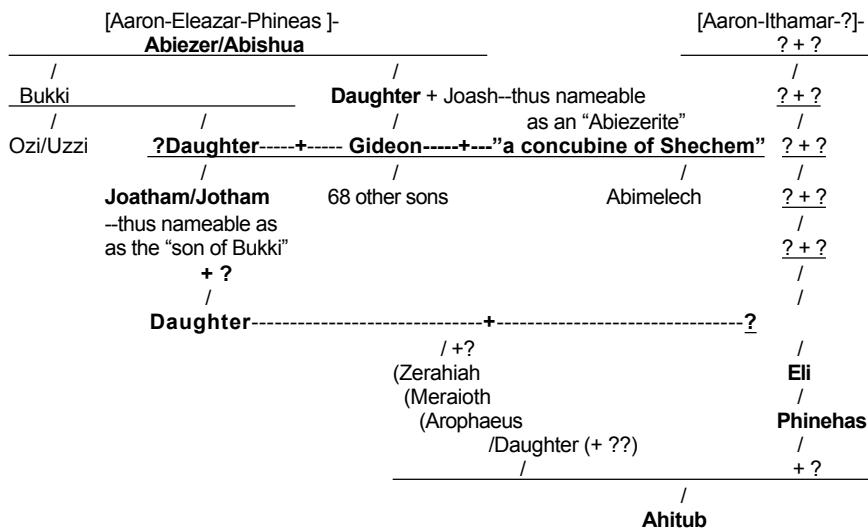 [Aaron-Eleazar-Phineas ]- [Aaron-Ithamar-?]-
Abiezer/Abishua ? + ?
/ / /
Bukki Daughter + Joash--thus nameable ? + ?
/ / / as an “Abiezerite” /
Ozi/Uzzi ?Daughter-----+----- Gideon-----+---”a concubine of Shechem” ? + ?
/ / / /
Joatham/Jotham 68 other sons Abimelech ? + ?
--thus nameable as /
as the “son of Bukki” ? + ?
+ ? /
/ /
Daughter------------------------------+--------------------------------?
/ +? /
(Zerahiah Eli
(Meraioth /
(Arophaeus Phinehas
/Daughter (+ ??) /
/ + ?
/
Ahitub